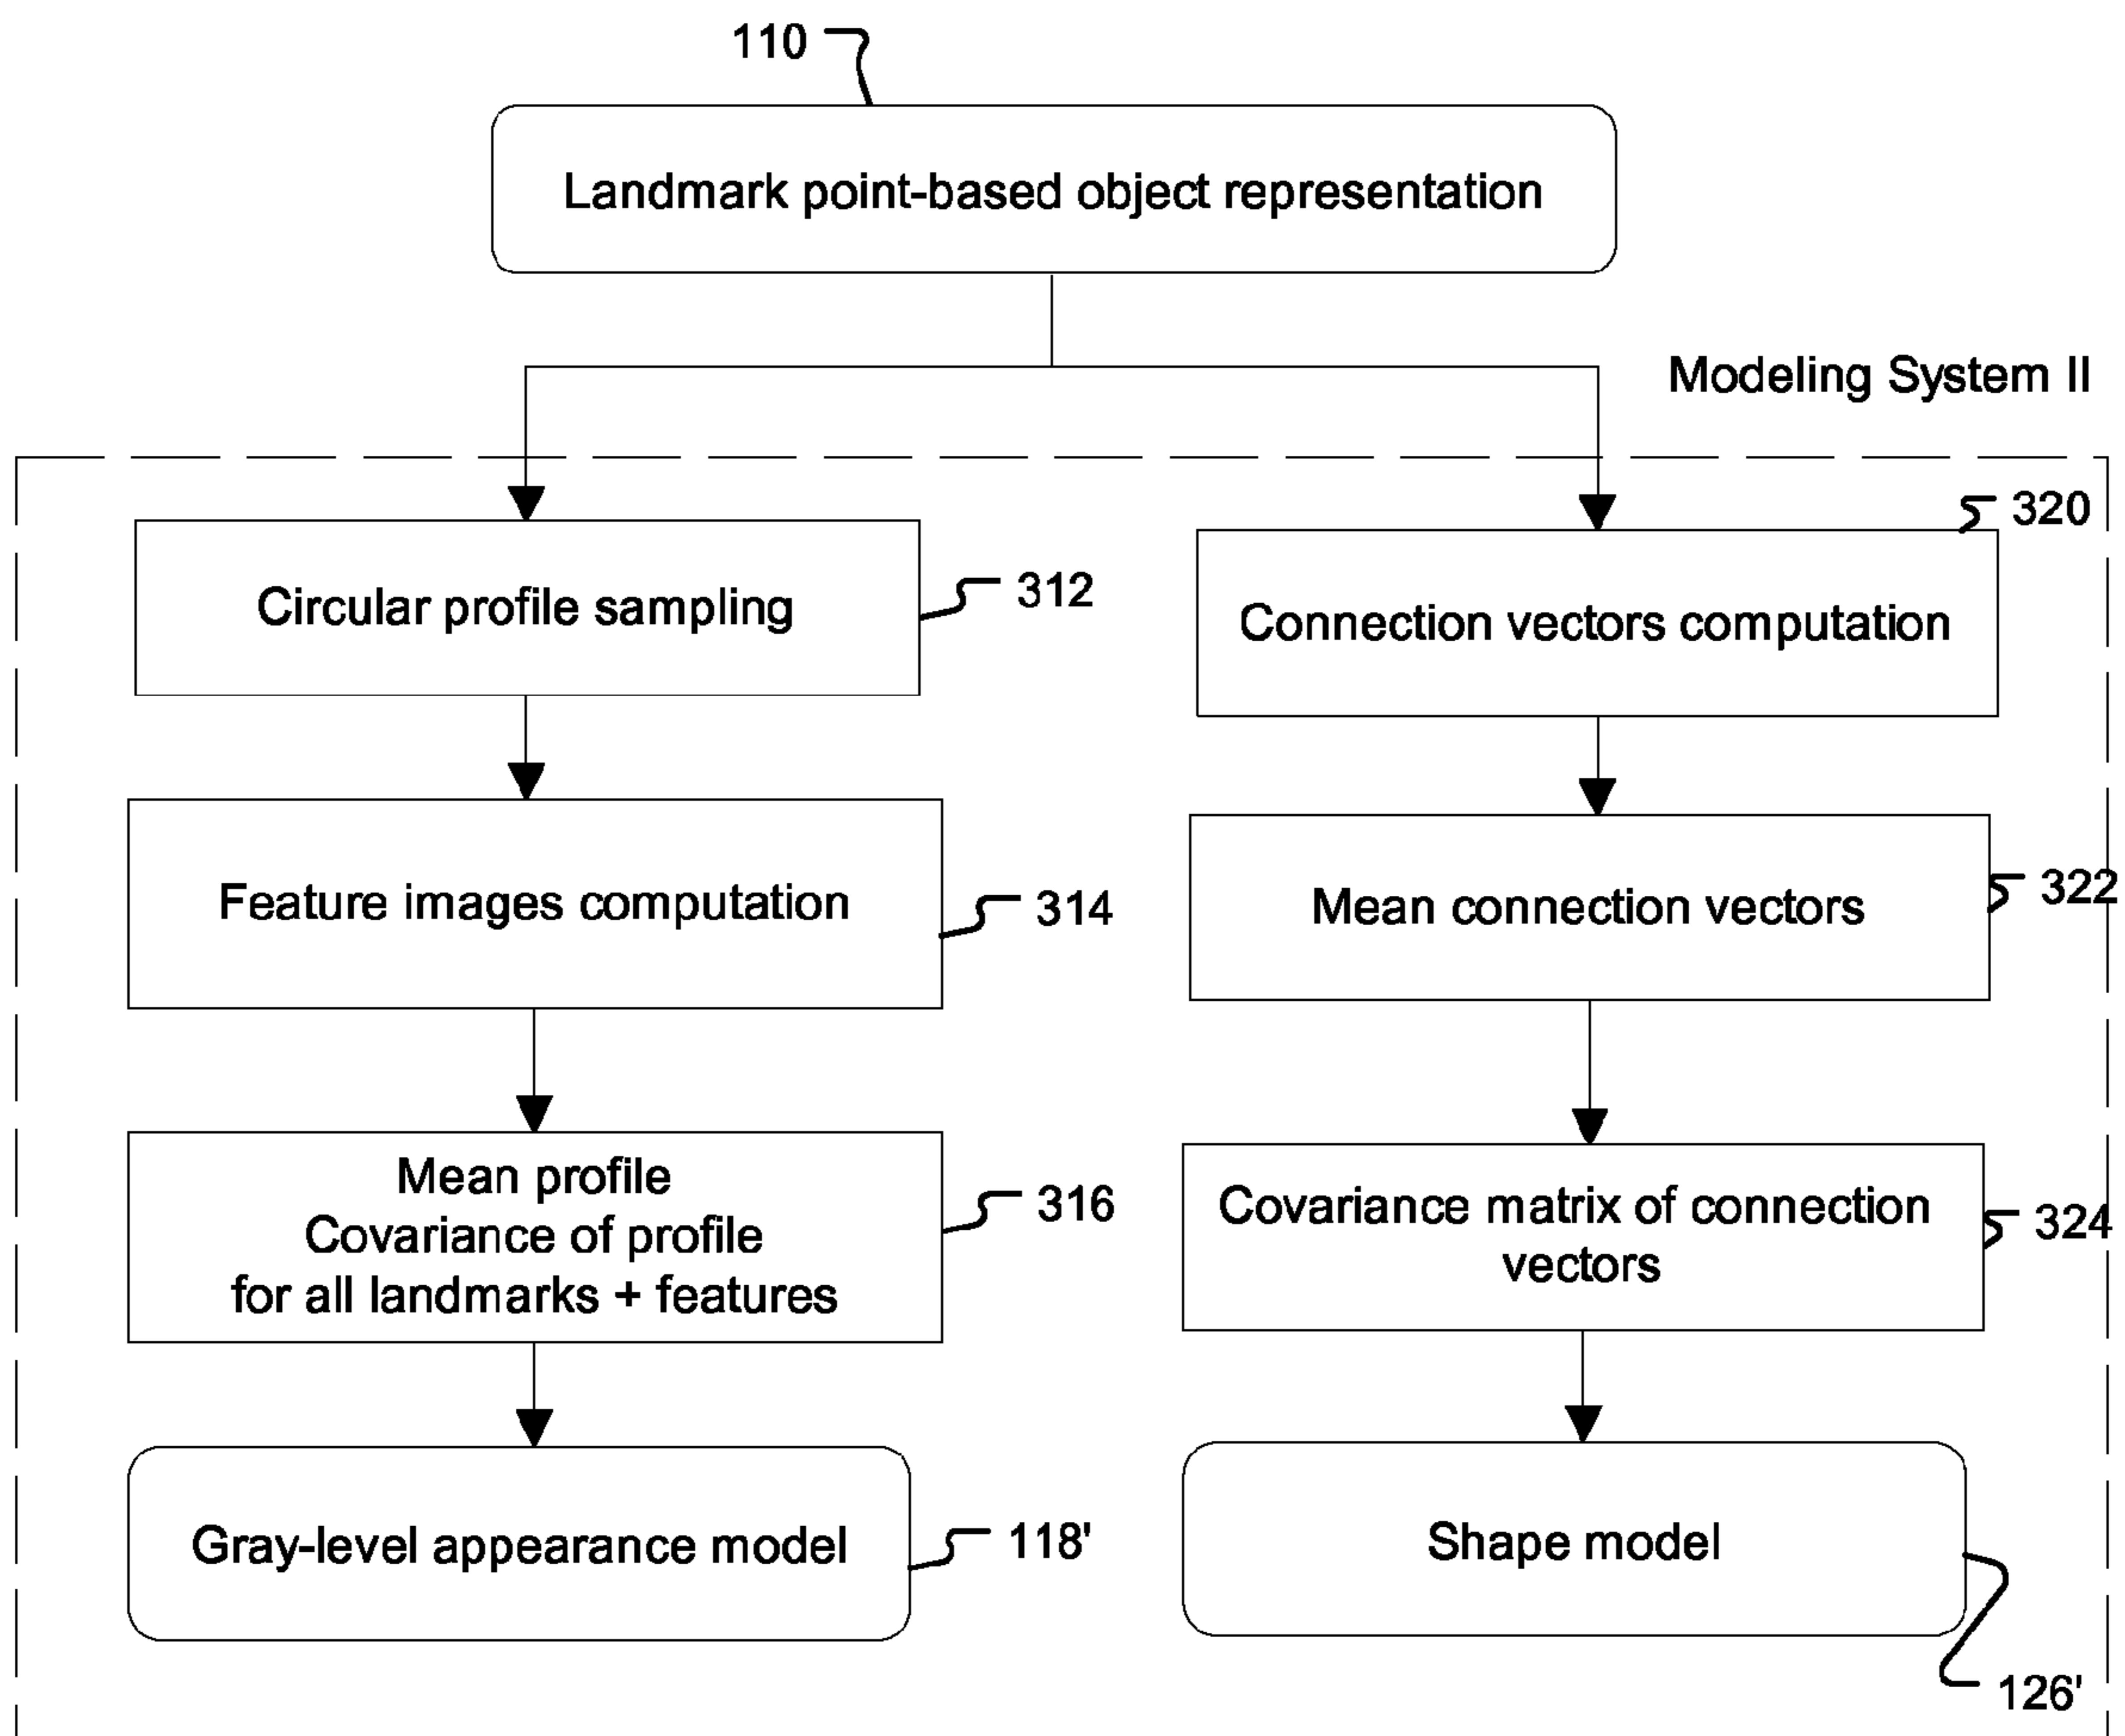 110
Landmark point-based object representation
Modeling System II
320
Circular profile sampling
312
Connection vectors computation
Feature images computation
314
Mean connection vectors
322
Mean profile
Covariance of profile
for all landmarks + features
316
Covariance matrix of connection
vectors
324
Gray-level appearance model
118'
Shape model
126'